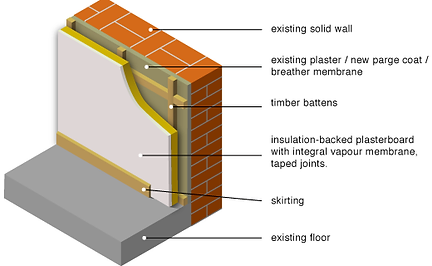 existing solid wall
existing plaster / new parge coat /
breather membrane
timber battens
insulation-backed plasterboard
with integral vapour membrane,
taped joints.
skirting
existing floor